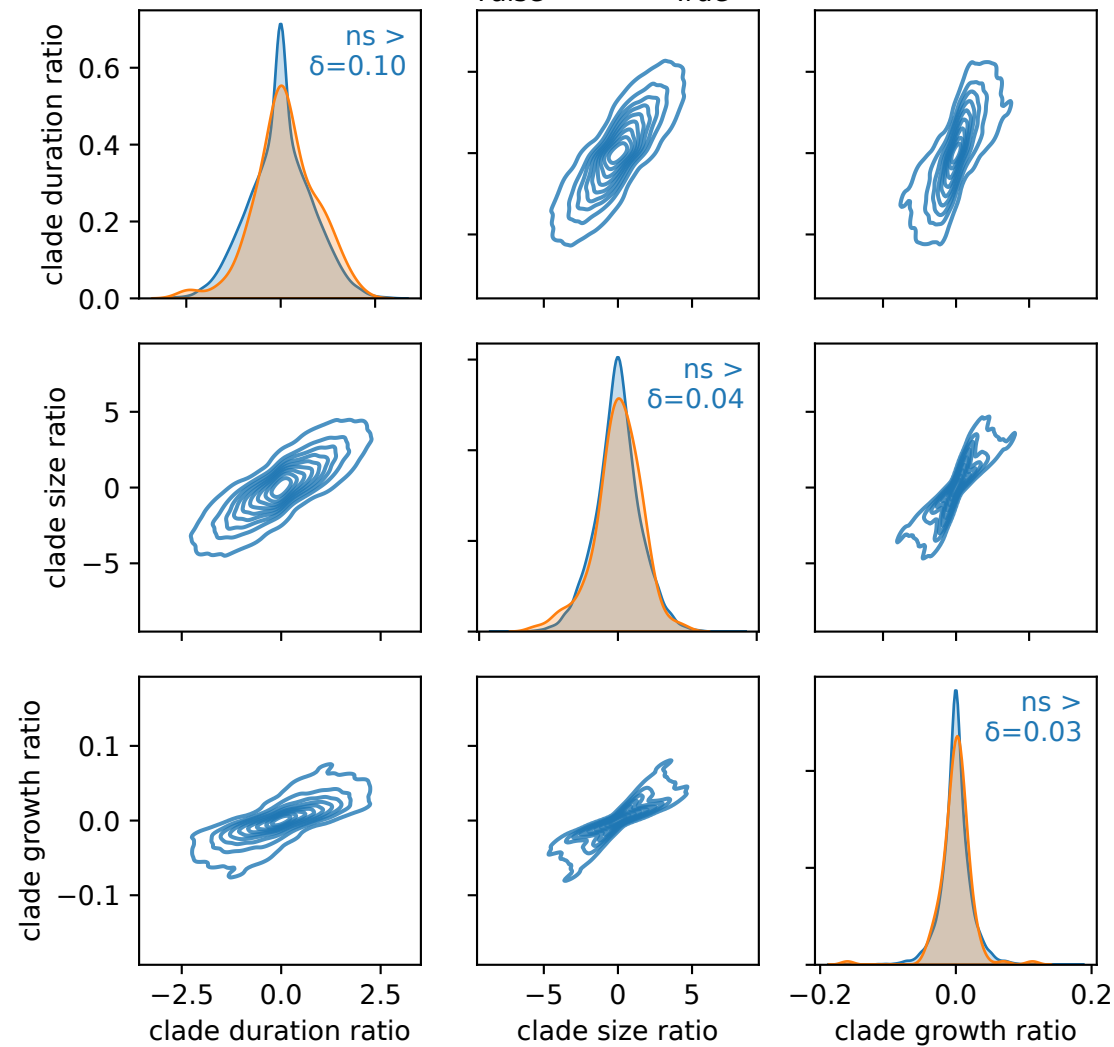 ns >
δ=0.10
clade duration ratio
0.6
0.4
0.2
0.0
ns >
δ=0.04
clade size ratio
5
0
−5
ns >
δ=0.03
clade growth ratio
0.1
0.0
−0.1
−2.5 0.0 2.5
−5 0 5
−0.2 0.0 0.2
clade duration ratio
clade size ratio
clade growth ratio